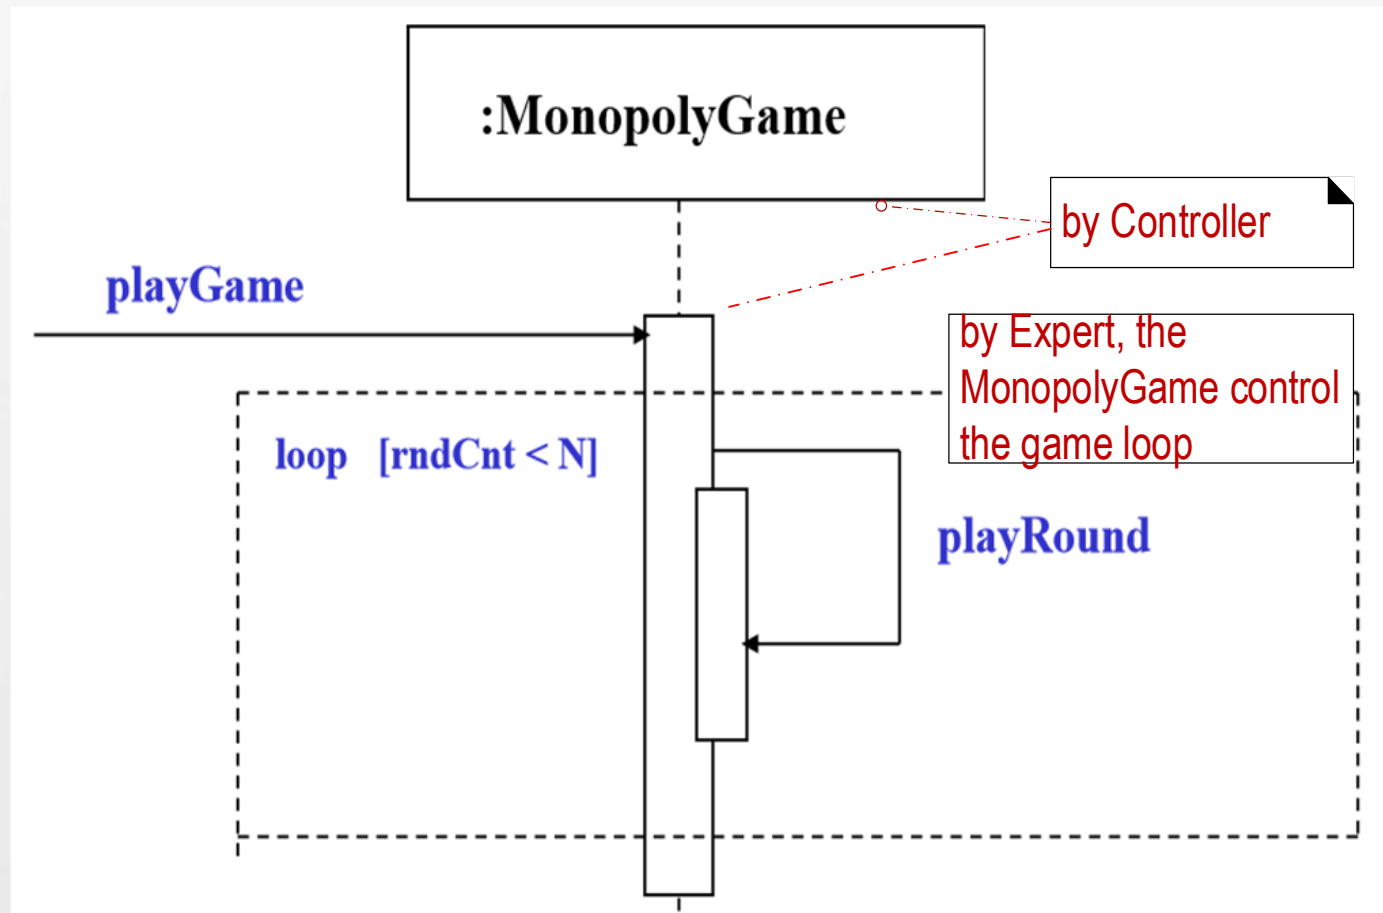 :MonopolyGame
by Controller
playGame
by Expert, the
MonopolyGame control
the game loop
loop [rndCnt < N]
playRound